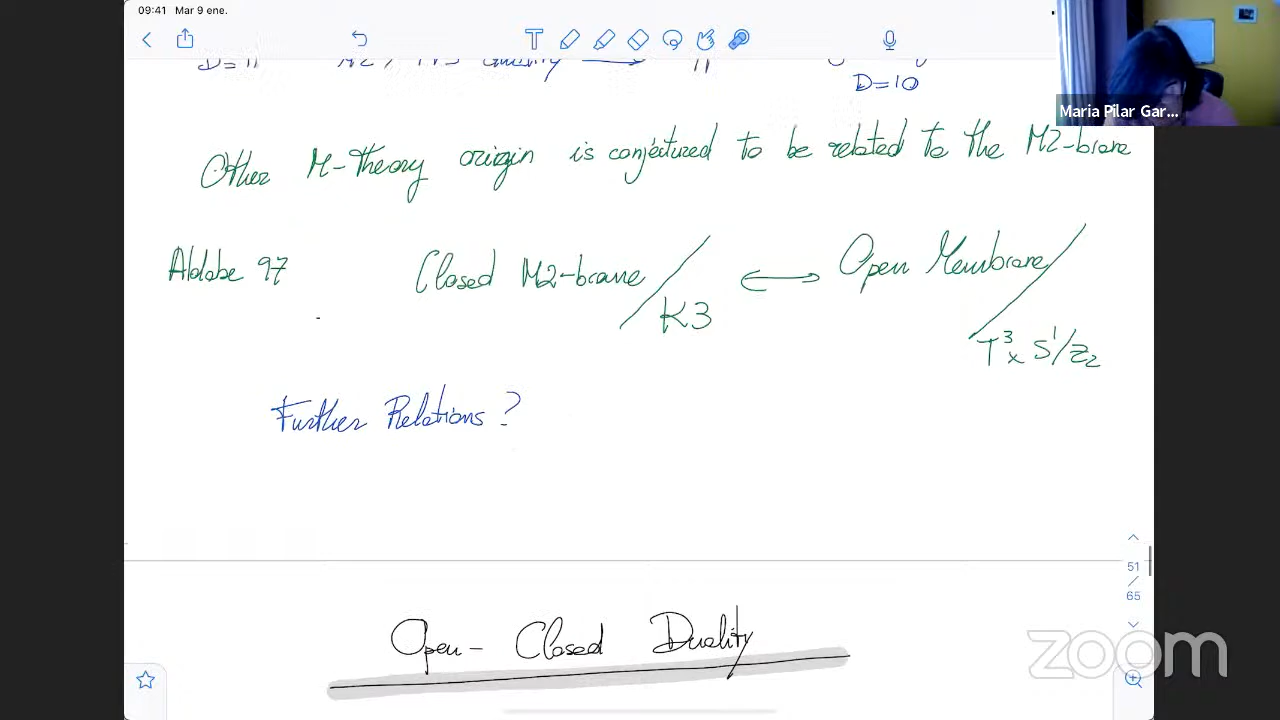 09:41 Mar 9 ene.
Maria Pilar Gar...
D=11
D=10
Other M-Theory origin is conjectured to be related to the M2-brane
Aldabe 97 Closed M2-brane / K3 ⟷ Open Membrane / T³ x S¹/Z₂
Further Relations ?
51
/
65
Open- Closed Duality
zoom